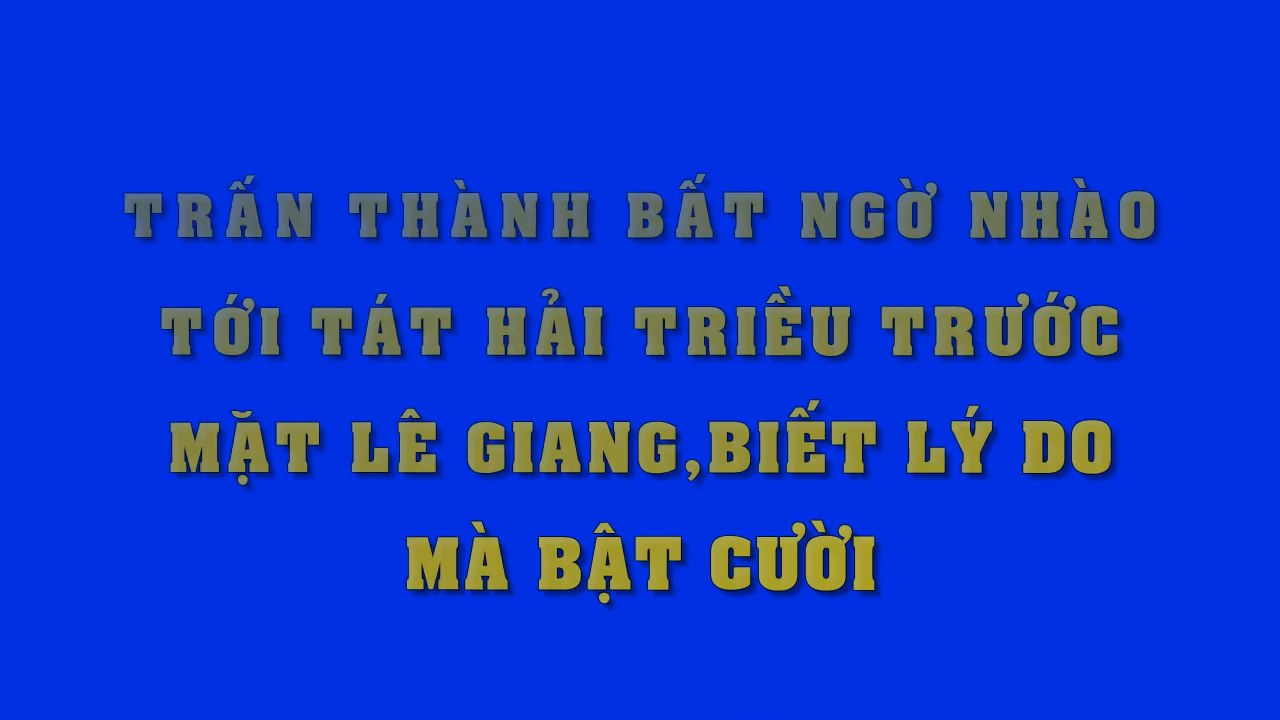 TRẤN THÀNH BẤT NGỜ NHÀO
TỚI TÁT HẢI TRIỀU TRƯỚC
MẶT LÊ GIANG,BIẾT LÝ DO
MÀ BẬT CƯỜI